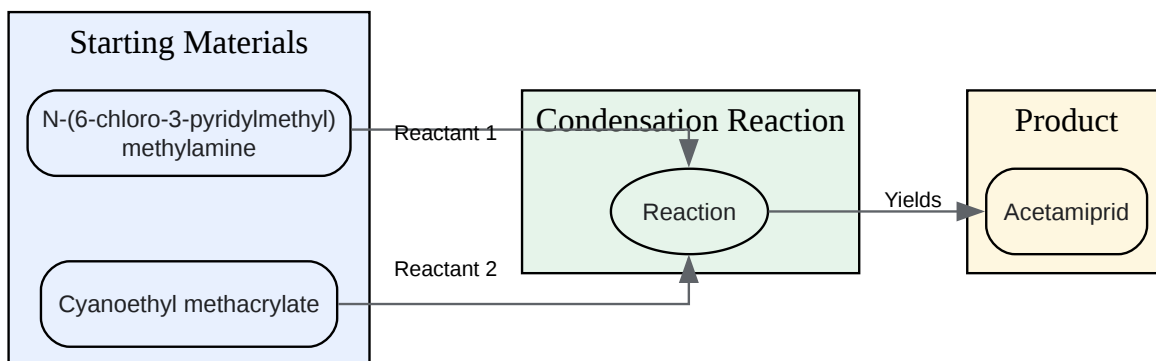 Starting Materials
N-(6-chloro-3-pyridylmethyl)
methylamine
Reactant 1
Condensation Reaction
Reaction
Yields
Product
Acetamiprid
Reactant 2
Cyanoethyl methacrylate